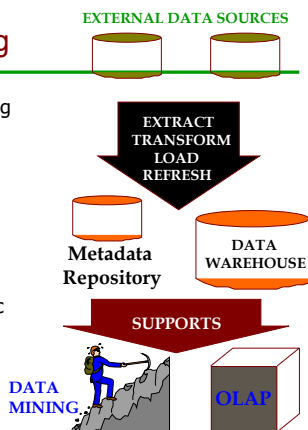 EXTERNAL DATA SOURCES
g
g
EXTRACT
TRANSFORM
LOAD
REFRESH
Metadata
Repository
DATA
WAREHOUSE
c
SUPPORTS
DATA
MINING
OLAP